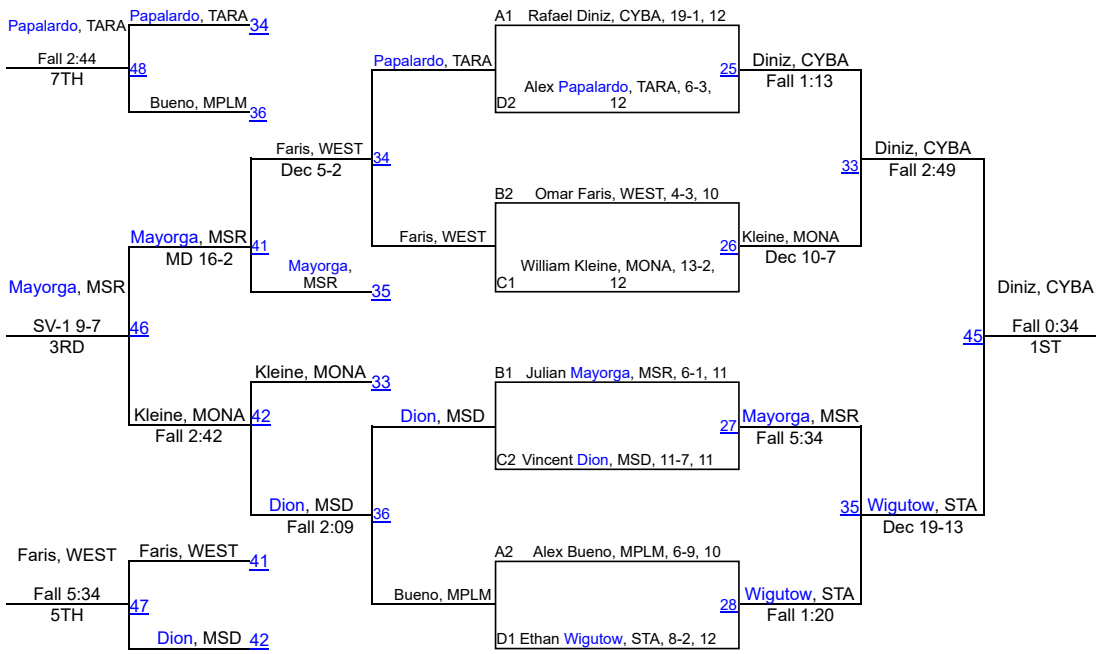 Papalardo, TARA
Fall 2:44
7TH
Papalardo, TARA
34
48
Bueno, MPLM
36
Faris, WEST
Dec 5-2
Mayorga, MSR
MD 16-2
41
Mayorga,
MSR
35
Mayorga, MSR
SV-1 9-7
3RD
46
Kleine, MONA
33
Kleine, MONA
Fall 2:42
42
Dion, MSD
Fall 2:09
Faris, WEST
Fall 5:34
5TH
Faris, WEST
41
47
Dion, MSD
42
Papalardo, TARA
34
Faris, WEST
Dion, MSD
36
Bueno, MPLM
A1 Rafael Diniz, CYBA, 19-1, 12
25
Alex Papalardo, TARA, 6-3,
12
D2
B2 Omar Faris, WEST, 4-3, 10
26
William Kleine, MONA, 13-2,
12
C1
B1 Julian Mayorga, MSR, 6-1, 11
27
C2 Vincent Dion, MSD, 11-7, 11
A2 Alex Bueno, MPLM, 6-9, 10
28
D1 Ethan Wigutow, STA, 8-2, 12
Diniz, CYBA
Fall 1:13
33
Kleine, MONA
Dec 10-7
Mayorga, MSR
Fall 5:34
35
Wigutow, STA
Fall 1:20
Diniz, CYBA
Fall 2:49
45
Wigutow, STA
Dec 19-13
Diniz, CYBA
Fall 0:34
1ST